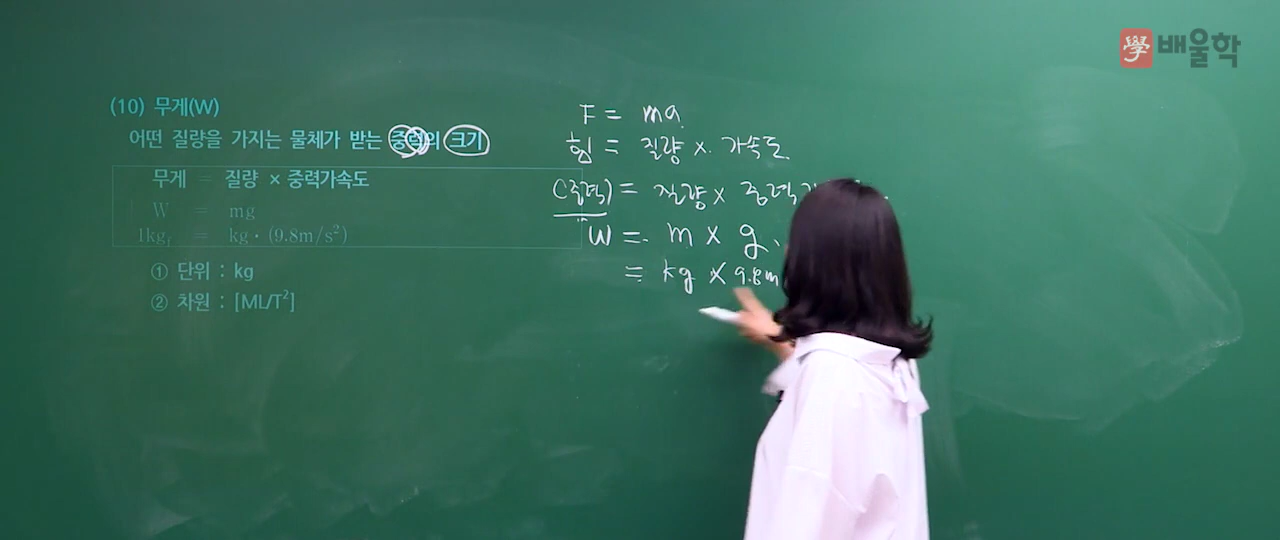 學 배울학
(10) 무게(W)
어떤 질량을 가지는 물체가 받는 중력의 크기
무게 = 질량 × 중력가속도
W = mg
1kgf = kg· (9.8m/s²)
① 단위 : kg
② 차원 : [ML/T²]
F = ma
힘 = 질량 × 가속도
(중력) = 질량 × 중력
W = m × g
= kg × 9.8m